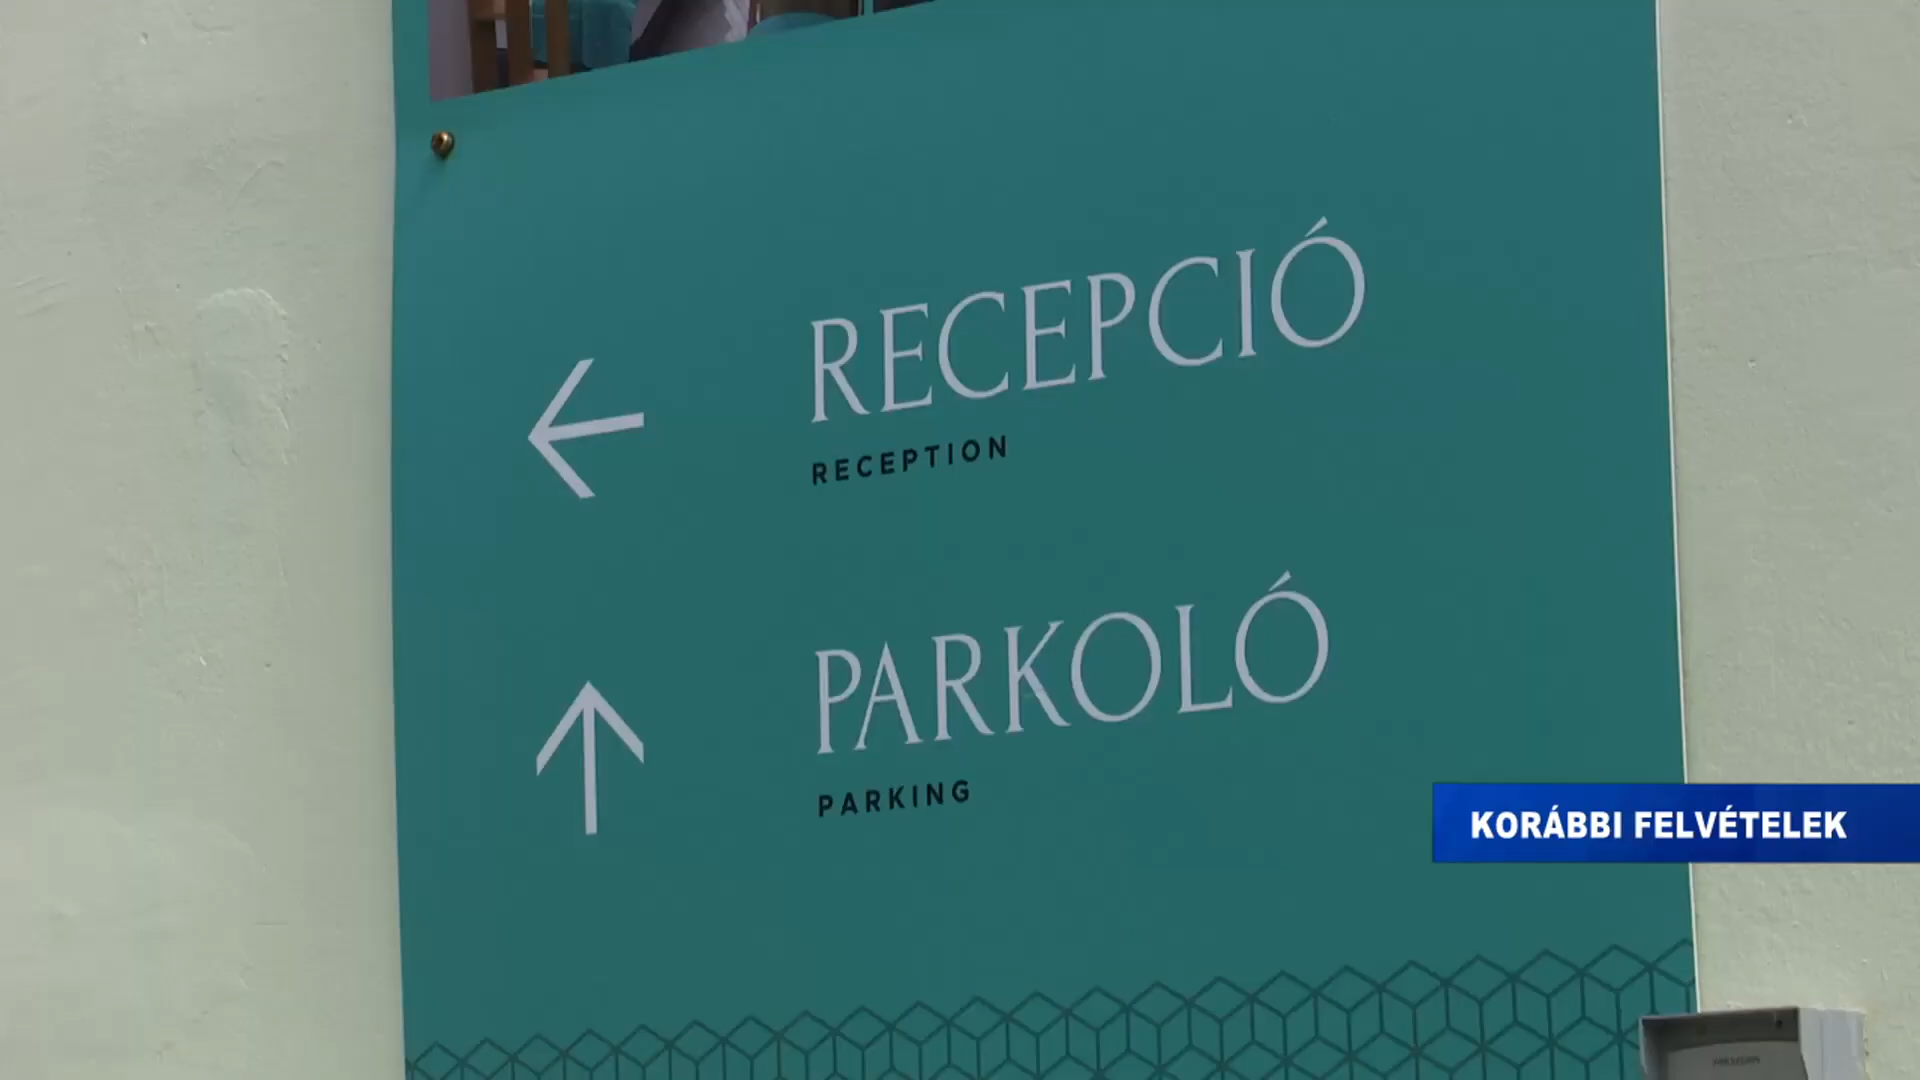 RECEPCIÓ
RECEPTION
PARKOLÓ
PARKING
KORÁBBI FELVÉTELEK